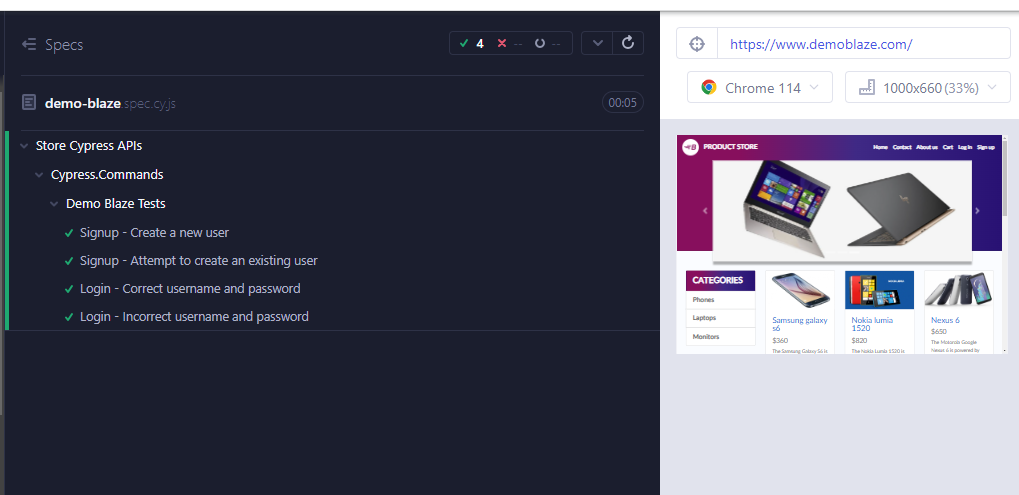 Specs
4 -- --
demo-blaze.spec.cy.js
00:05
Store Cypress APIs
Cypress.Commands
Demo Blaze Tests
Signup - Create a new user
Signup - Attempt to create an existing user
Login - Correct username and password
Login - Incorrect username and password
https://www.demoblaze.com/
Chrome 114
1000x660 (33%)
PRODUCT STORE
Home Contact About us Cart Log in Sign up
CATEGORIES
Phones
Laptops
Monitors
Samsung galaxy
s6
$360
The Samsung Galaxy S6 is
Nokia lumia
1520
$820
The Nokia Lumia 1520 is
Nexus 6
$650
The Motorola Google
Nexus 6 is powered by